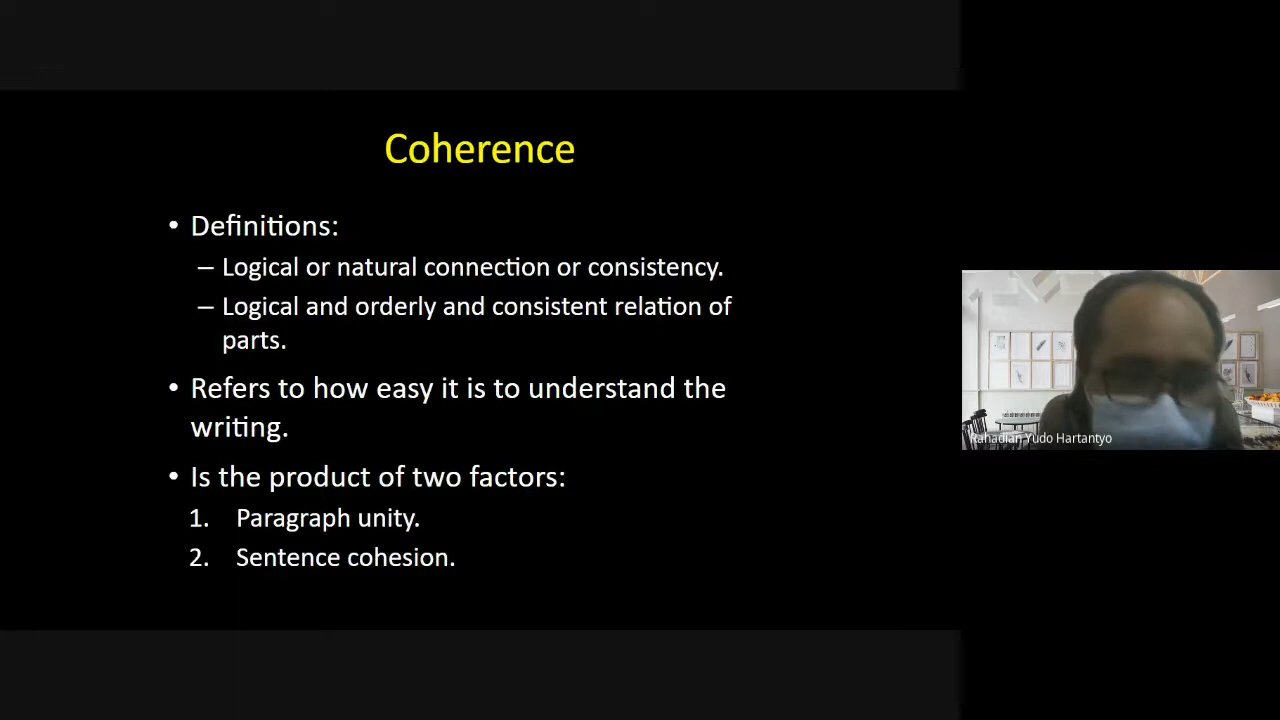 Coherence
• Definitions:
– Logical or natural connection or consistency.
– Logical and orderly and consistent relation of
parts.
• Refers to how easy it is to understand the
writing.
• Is the product of two factors:
1. Paragraph unity.
2. Sentence cohesion.
Rahadian Yudo Hartantyo